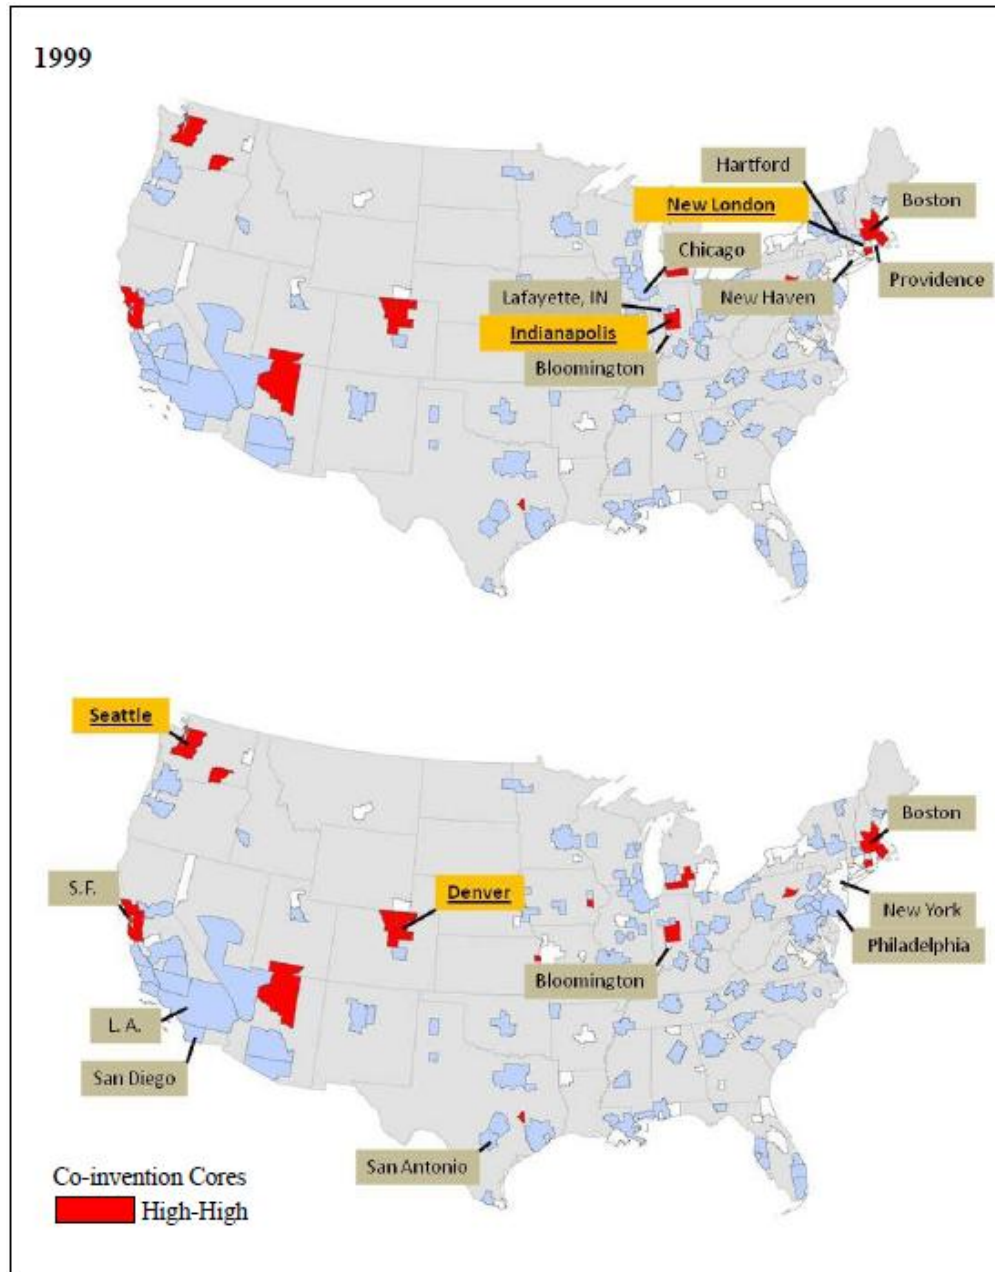 1999
Hartford
New London
Boston
Chicago
Providence
Lafayette, IN
New Haven
Indianapolis
Bloomington
Seattle
Boston
S.F.
Denver
New York
Philadelphia
Bloomington
L. A.
San Diego
San Antonio
Co-invention Cores
High-High